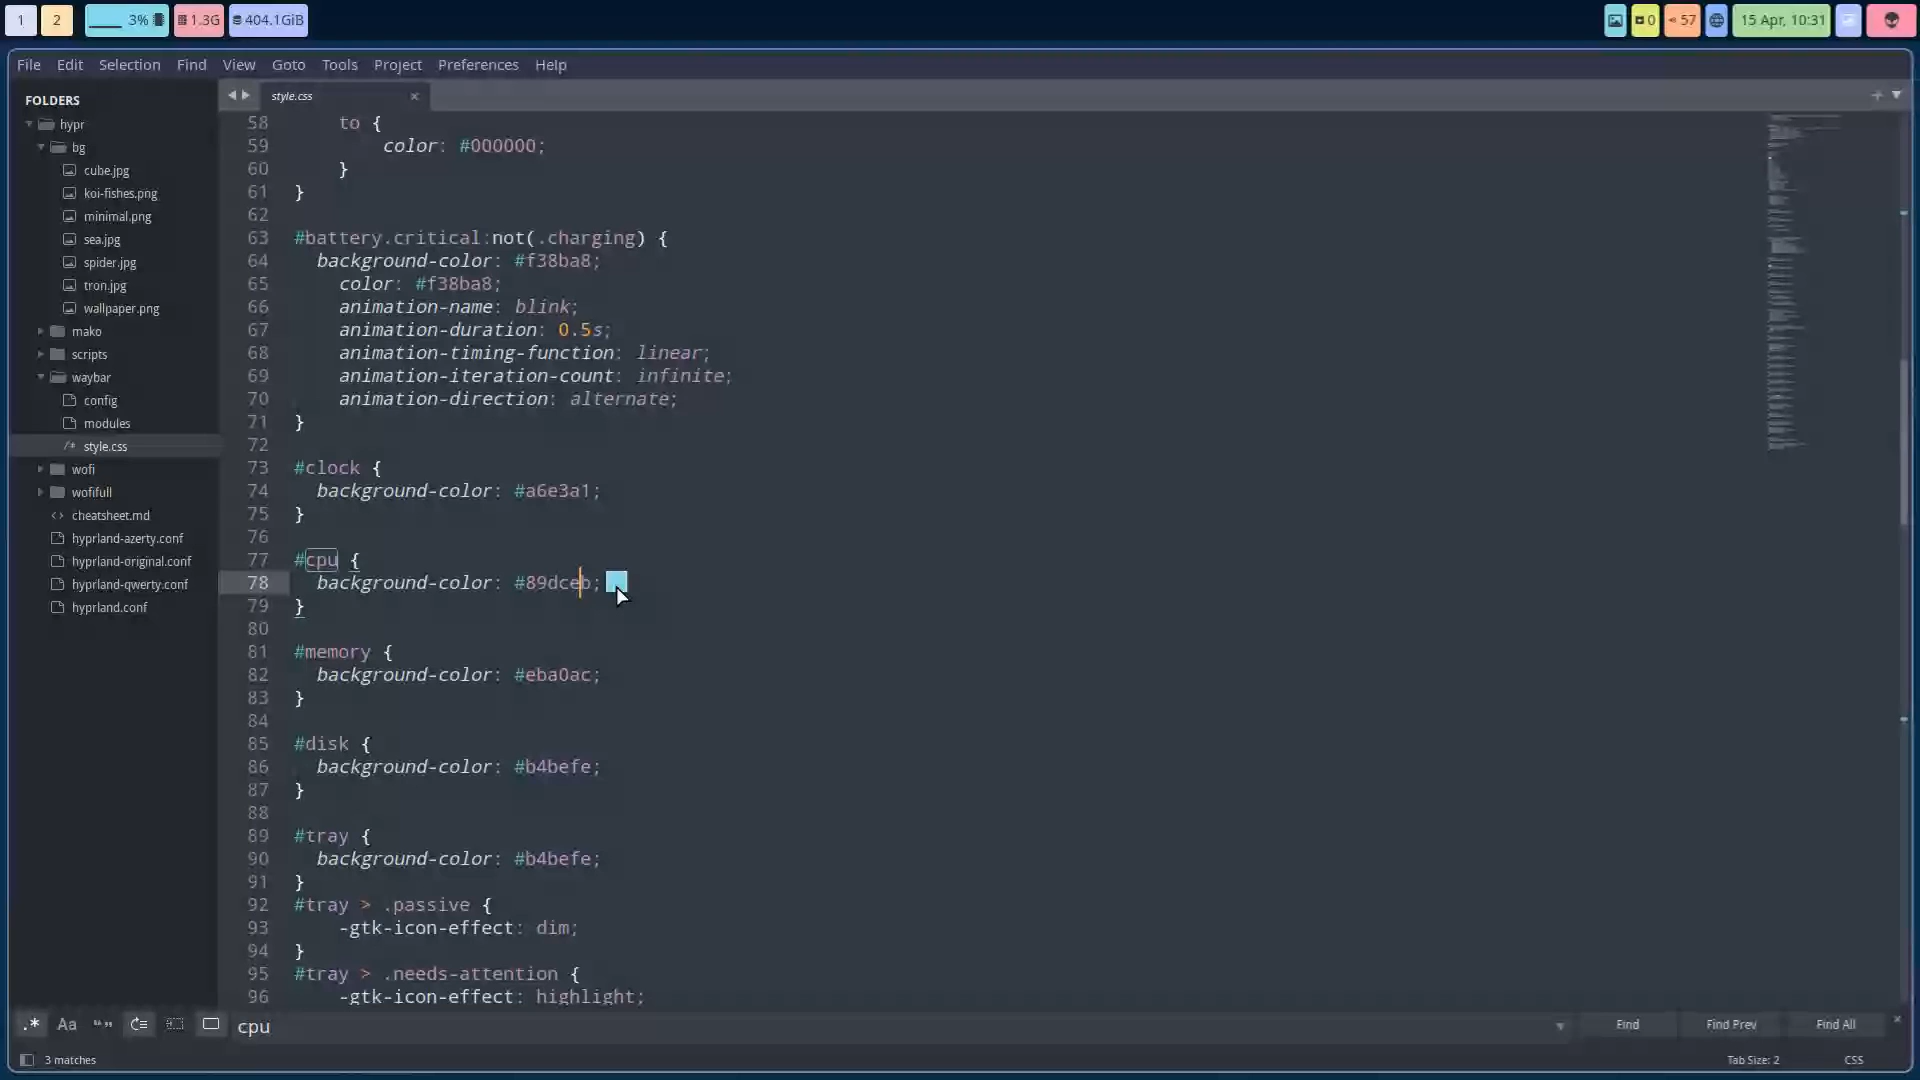 1 2 3% 1.3G 404.1GiB 0 57 15 Apr, 10:31
File Edit Selection Find View Goto Tools Project Preferences Help
FOLDERS
hypr
bg
cube.jpg
koi-fishes.png
minimal.png
sea.jpg
spider.jpg
tron.jpg
wallpaper.png
mako
scripts
waybar
config
modules
/* style.css
wofi
wofifull
<> cheatsheet.md
hyprland-azerty.conf
hyprland-original.conf
hyprland-qwerty.conf
hyprland.conf
style.css ×
58 to {
59 color: #000000;
60 }
61 }
62
63 #battery.critical:not(.charging) {
64 background-color: #f38ba8;
65 color: #f38ba8;
66 animation-name: blink;
67 animation-duration: 0.5s;
68 animation-timing-function: linear;
69 animation-iteration-count: infinite;
70 animation-direction: alternate;
71 }
72
73 #clock {
74 background-color: #a6e3a1;
75 }
76
77 #cpu {
78 background-color: #89dceb;
79 }
80
81 #memory {
82 background-color: #eba0ac;
83 }
84
85 #disk {
86 background-color: #b4befe;
87 }
88
89 #tray {
90 background-color: #b4befe;
91 }
92 #tray > .passive {
93 -gtk-icon-effect: dim;
94 }
95 #tray > .needs-attention {
96 -gtk-icon-effect: highlight;
.* Aa "" cpu Find Find Prev Find All ×
3 matches Tab Size: 2 CSS